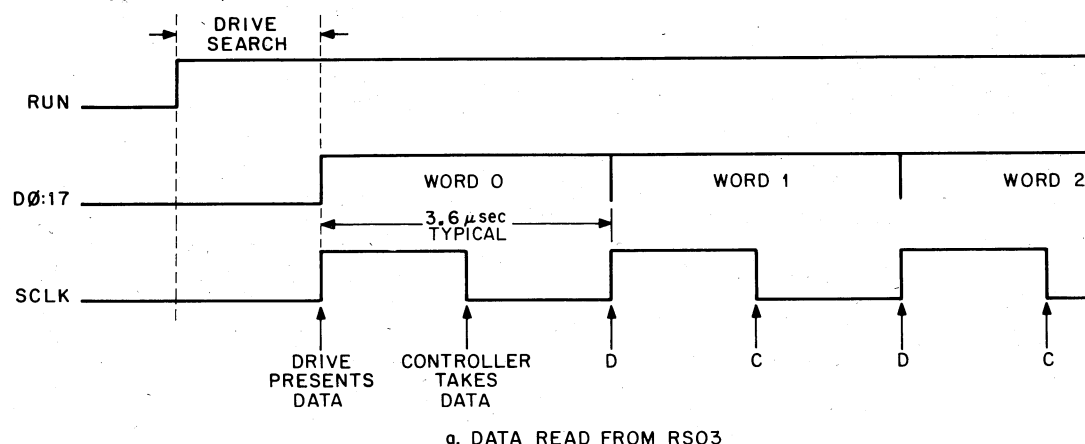 DRIVE
SEARCH
RUN
WORD 0
WORD 1
WORD 2
DØ:17
3.6 μsec
TYPICAL
SCLK
DRIVE
PRESENTS
DATA
CONTROLLER
TAKES
DATA
D
C
D
C
a. DATA READ FROM RS03